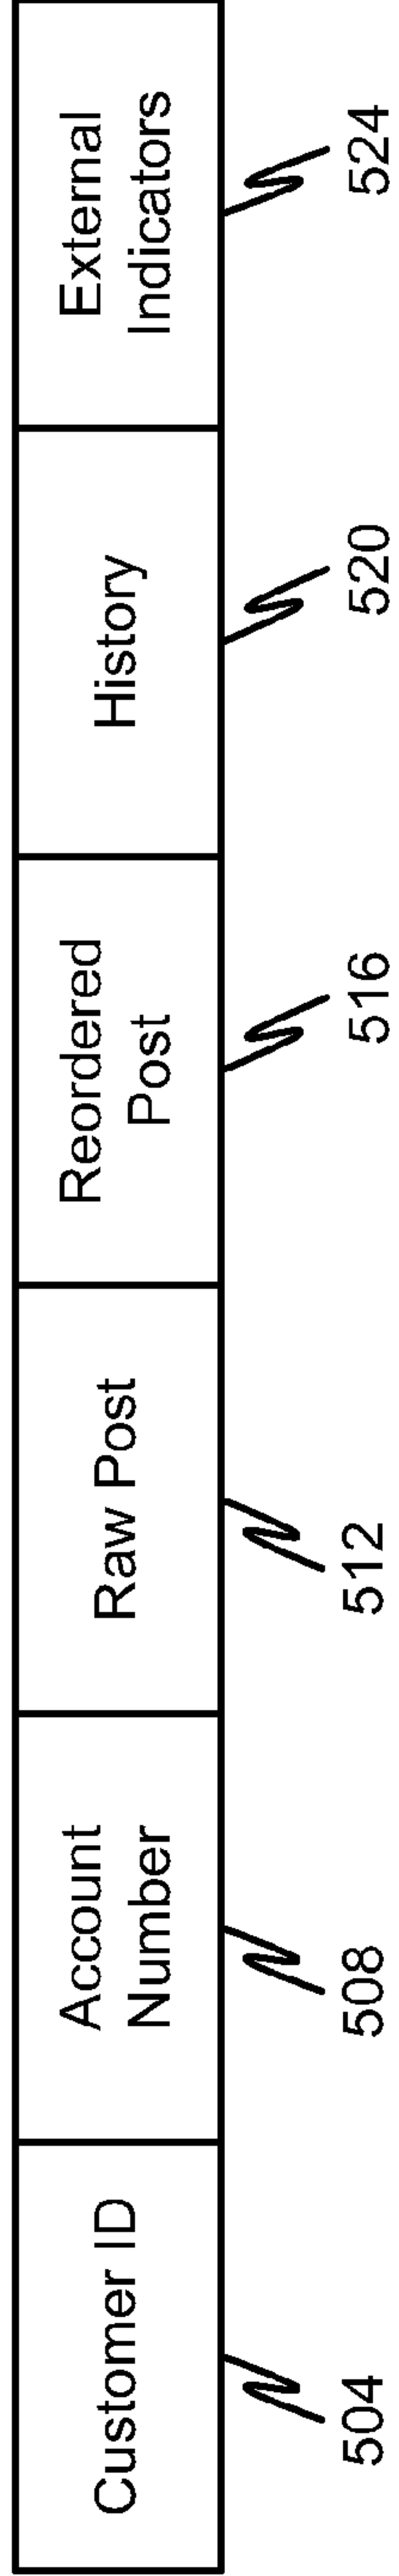 Customer ID
Account
Number
Raw Post
Reordered
Post
History
External
Indicators
504
508
512
516
520
524